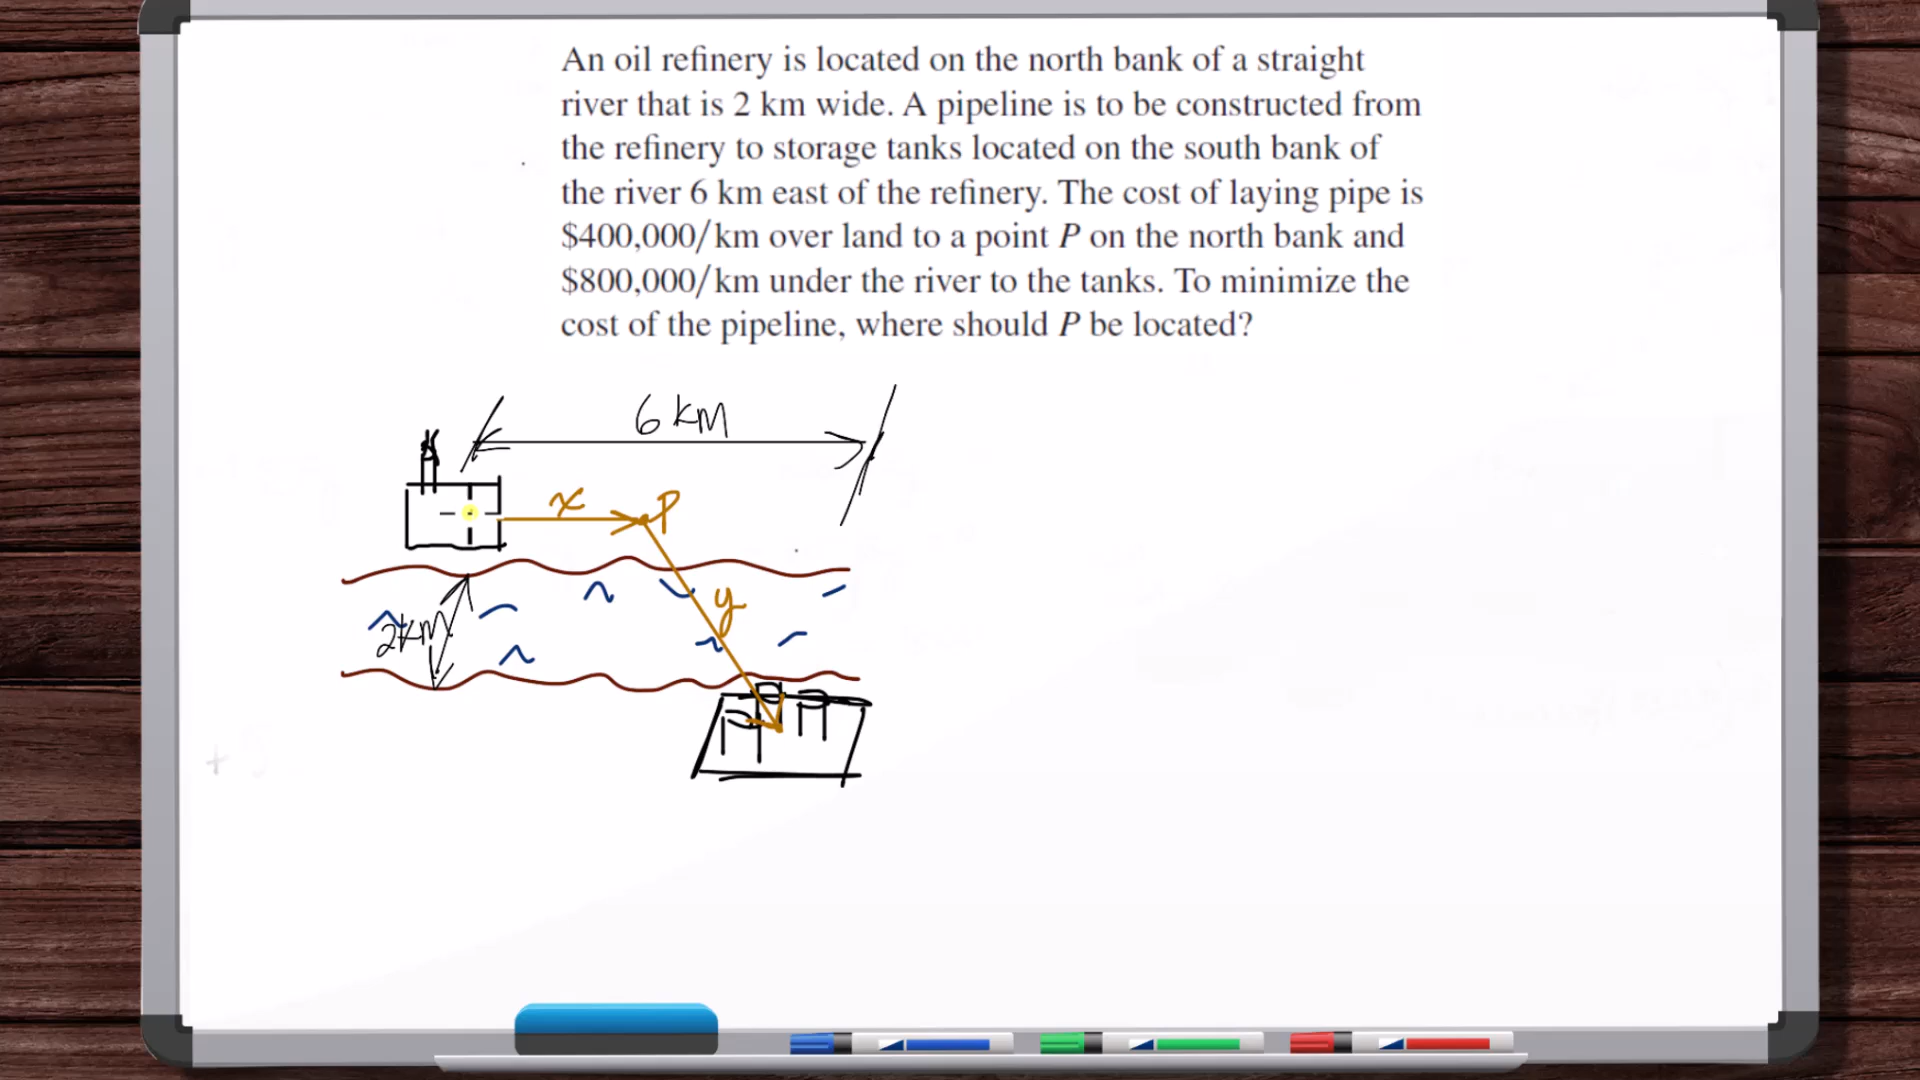 An oil refinery is located on the north bank of a straight
river that is 2 km wide. A pipeline is to be constructed from
the refinery to storage tanks located on the south bank of
the river 6 km east of the refinery. The cost of laying pipe is
$400,000/km over land to a point P on the north bank and
$800,000/km under the river to the tanks. To minimize the
cost of the pipeline, where should P be located?
6 KM
x P
y
2KM